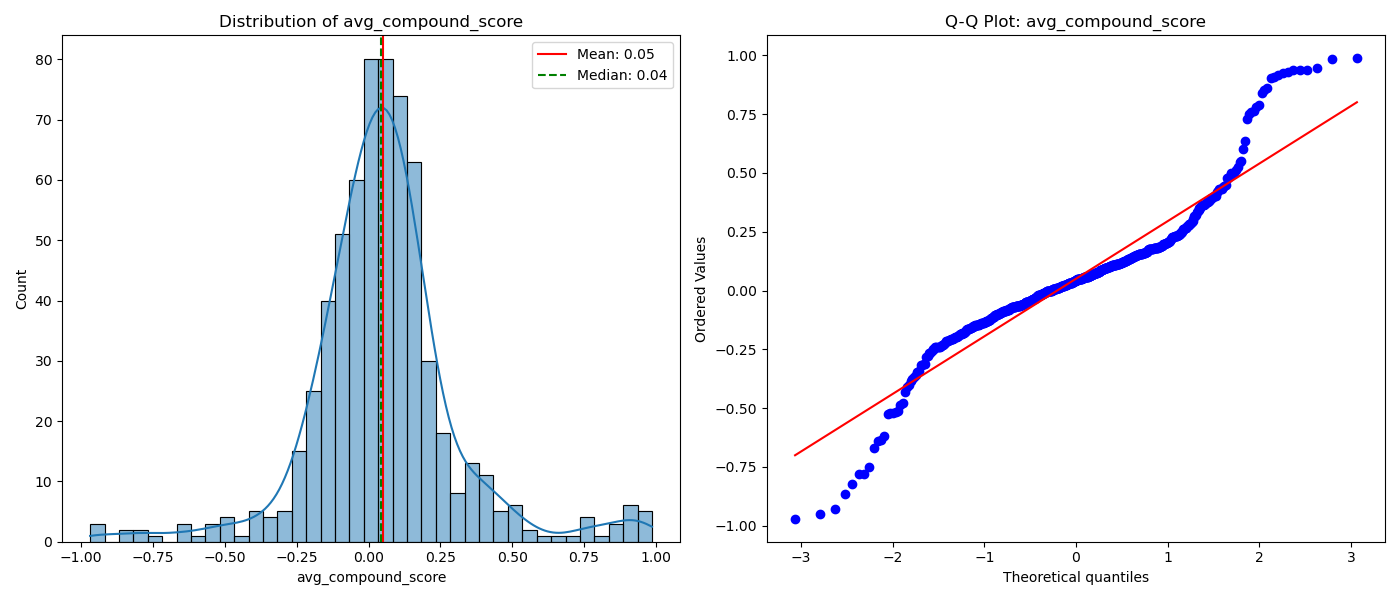 Distribution of avg_compound_score
Mean: 0.05
Median: 0.04
80
70
60
50
40
30
20
10
0
Count
−1.00 −0.75 −0.50 −0.25 0.00 0.25 0.50 0.75 1.00
avg_compound_score
Q-Q Plot: avg_compound_score
1.00
0.75
0.50
0.25
0.00
−0.25
−0.50
−0.75
−1.00
Ordered Values
−3 −2 −1 0 1 2 3
Theoretical quantiles